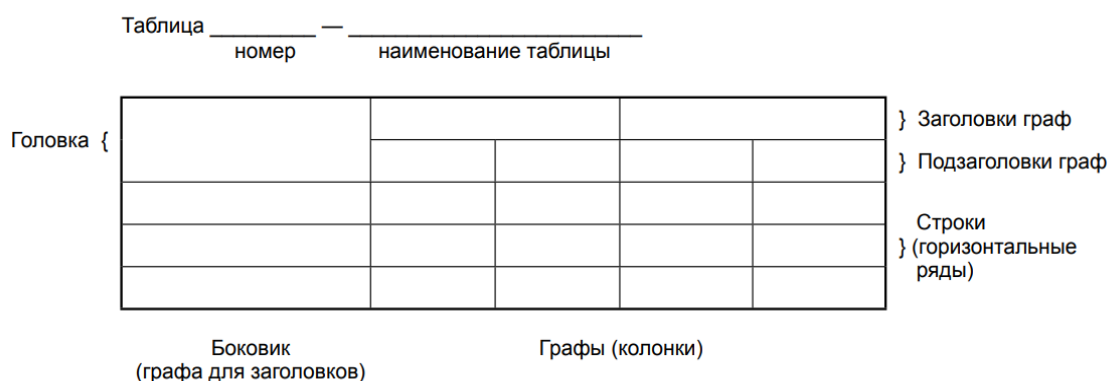 Таблица _________ — _________________________
номер наименование таблицы
Головка { } Заголовки граф
} Подзаголовки граф
Строки
} (горизонтальные
ряды)
Боковик Графы (колонки)
(графа для заголовков)